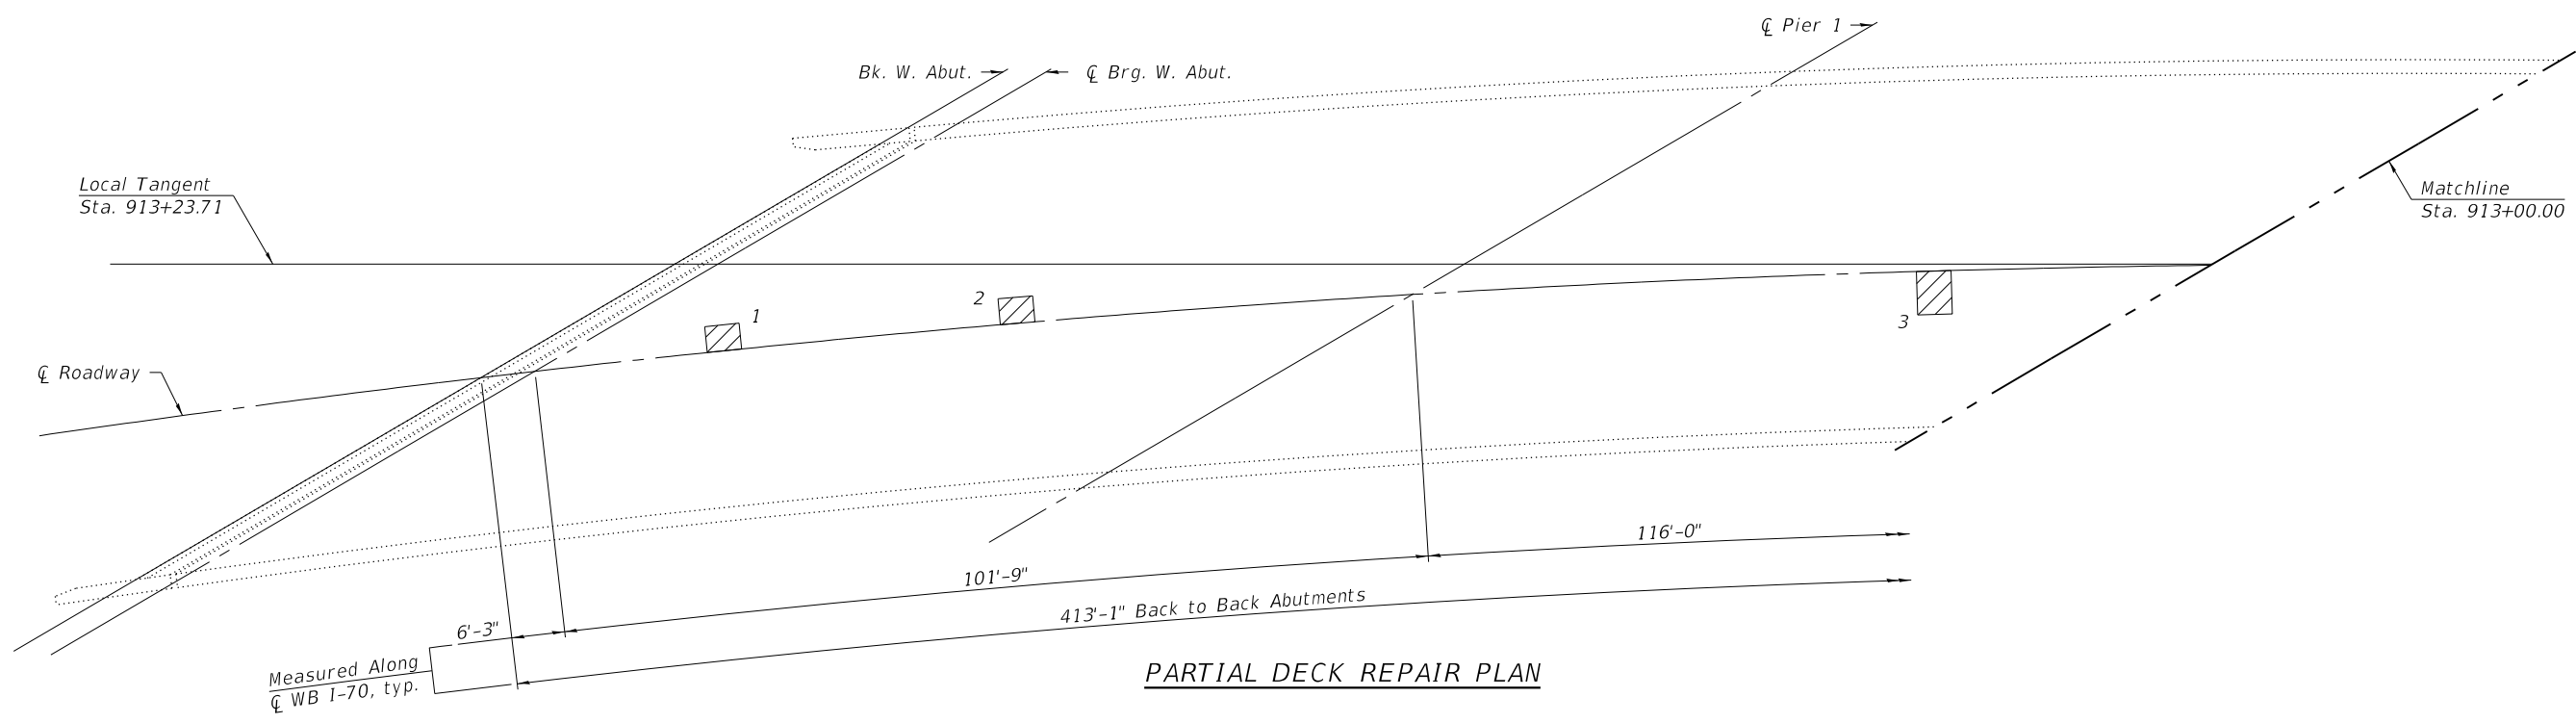 ℄ Pier 1
Bk. W. Abut.
℄ Brg. W. Abut.
Local Tangent
Sta. 913+23.71
Matchline
Sta. 913+00.00
1
2
3
℄ Roadway
116'-0"
101'-9"
413'-1" Back to Back Abutments
6'-3"
Measured Along
℄ WB I-70, typ.
PARTIAL DECK REPAIR PLAN